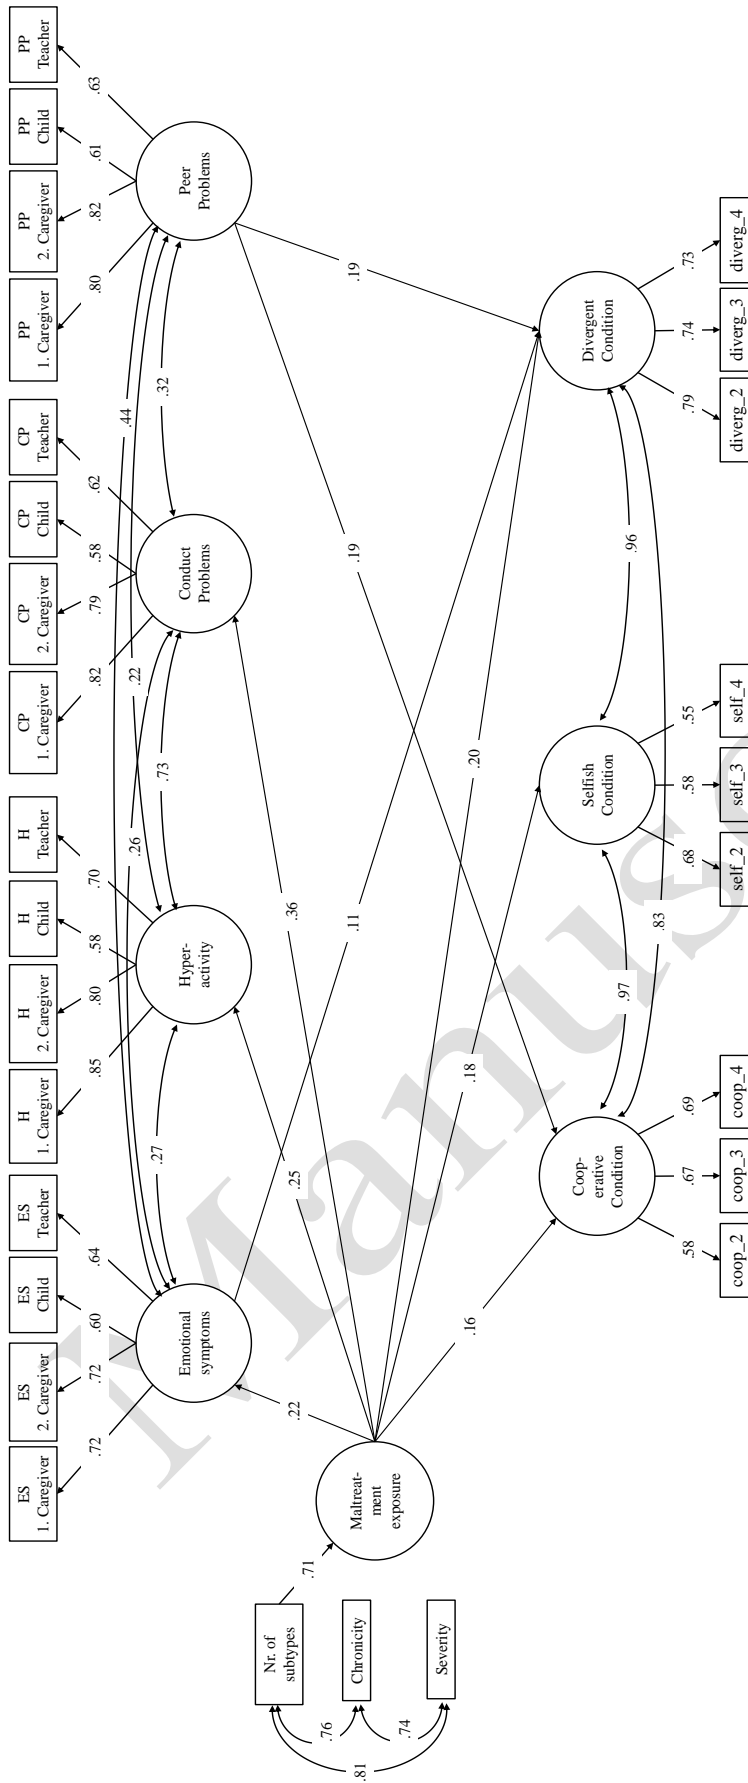 ES
1. Caregiver
ES
2. Caregiver
ES
Child
ES
Teacher
H
1. Caregiver
H
2. Caregiver
H
Child
H
Teacher
CP
1. Caregiver
CP
2. Caregiver
CP
Child
CP
Teacher
PP
1. Caregiver
PP
2. Caregiver
PP
Child
PP
Teacher
.72
.72
.60
.64
.85
.80
.58
.70
.82
.79
.58
.62
.80
.82
.61
.63
.44
.22
.26
.27
.73
.32
Emotional
symptoms
Hyper-
activity
Conduct
Problems
Peer
Problems
Nr. of
subtypes
Chronicity
Severity
.76
.74
.81
.71
Maltreat-
ment
exposure
.22
.25
.36
.11
.19
.19
.20
.18
.16
Coop-
erative
Condition
Selfish
Condition
Divergent
Condition
.97
.96
.83
.58
.67
.69
.68
.58
.55
.79
.74
.73
coop_2
coop_3
coop_4
self_2
self_3
self_4
diverg_2
diverg_3
diverg_4
Manus